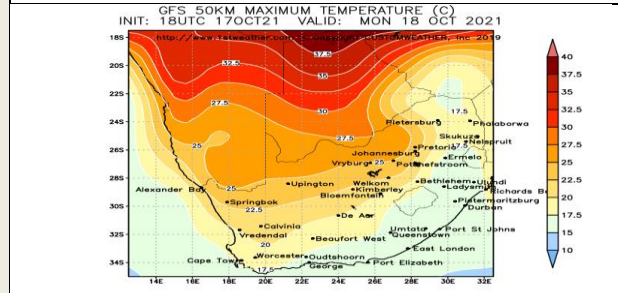 GFS 50KM MAXIMUM TEMPERATURE (C)
INIT: 18UTC 17OCT21 VALID: MON 18 OCT 2021
18S
20S
22S
24S
26S
28S
30S
32S
34S
14E 16E 18E 20E 22E 24E 26E 28E 30E 32E
37.5
32.5
35
27.5
30
17.5
Pietersburg
Phalaborwa
27.5
Skukuza
Nelspruit
25
Pretoria
17.5
Johannesburg
Ermelo
Vryburg
25
Potchefstroom
25
Welkom
Bethlehem
Ulundi
Alexander Bay
Upington
Kimberley
Ladysmith
Richards Bay
Springbok
Bloemfontein
Pietermaritzburg
22.5
De Aar
Durban
Calvinia
Umtata
Port St Johns
Vredendal
Queenstown
20
Beaufort West
East London
Worcester
Oudtshoorn
Cape Town
George
Port Elizabeth
17.5
40
37.5
35
32.5
30
27.5
25
22.5
20
17.5
15
10